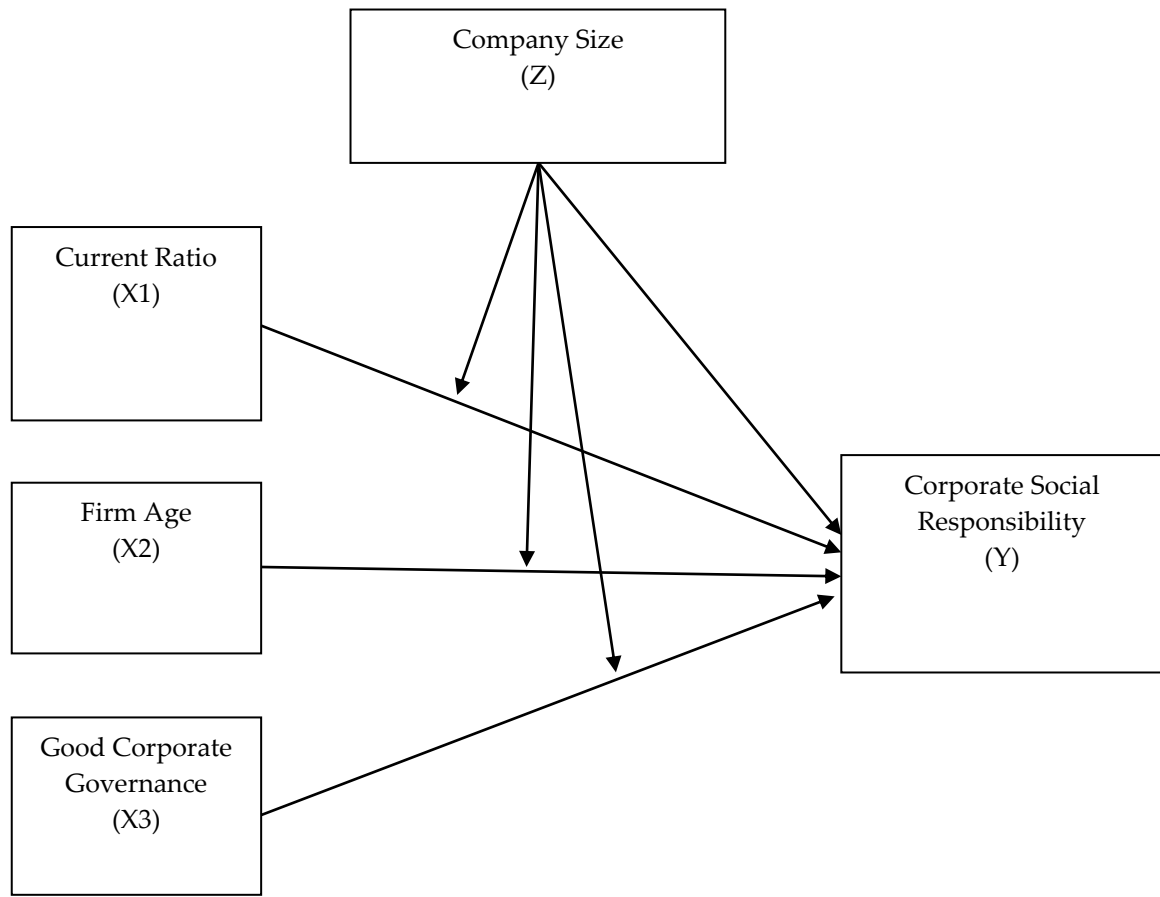 Company Size
(Z)
Current Ratio
(X1)
Firm Age
(X2)
Good Corporate
Governance
(X3)
Corporate Social
Responsibility
(Y)